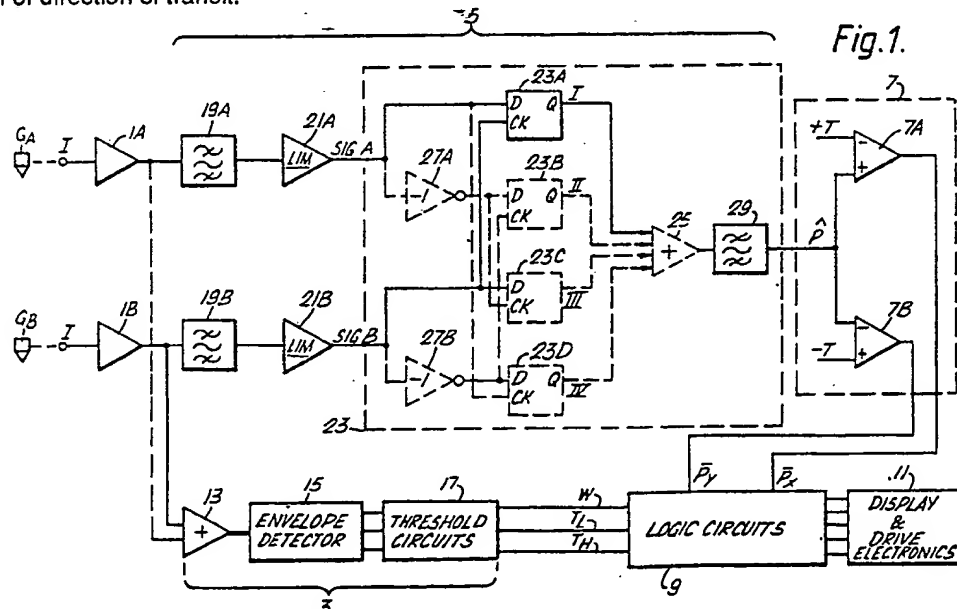 of direction of transit.
5
Fig.1.
23A
7
GA
I
1A
19A
21A
LIM
SIG A
D Q
CK
I
+T
7A
27A
23B
D Q
CK
II
25
+
29
P̂
23C
D Q
CK
III
GB
I
1B
19B
21B
LIM
SIG B
27B
23D
D Q
CK
IV
7B
-T
23
P̄y
P̄x
11
13
+
15
ENVELOPE
DETECTOR
17
THRESHOLD
CIRCUITS
W
TL
TH
LOGIC CIRCUITS
DISPLAY
&
DRIVE
ELECTRONICS
3
9